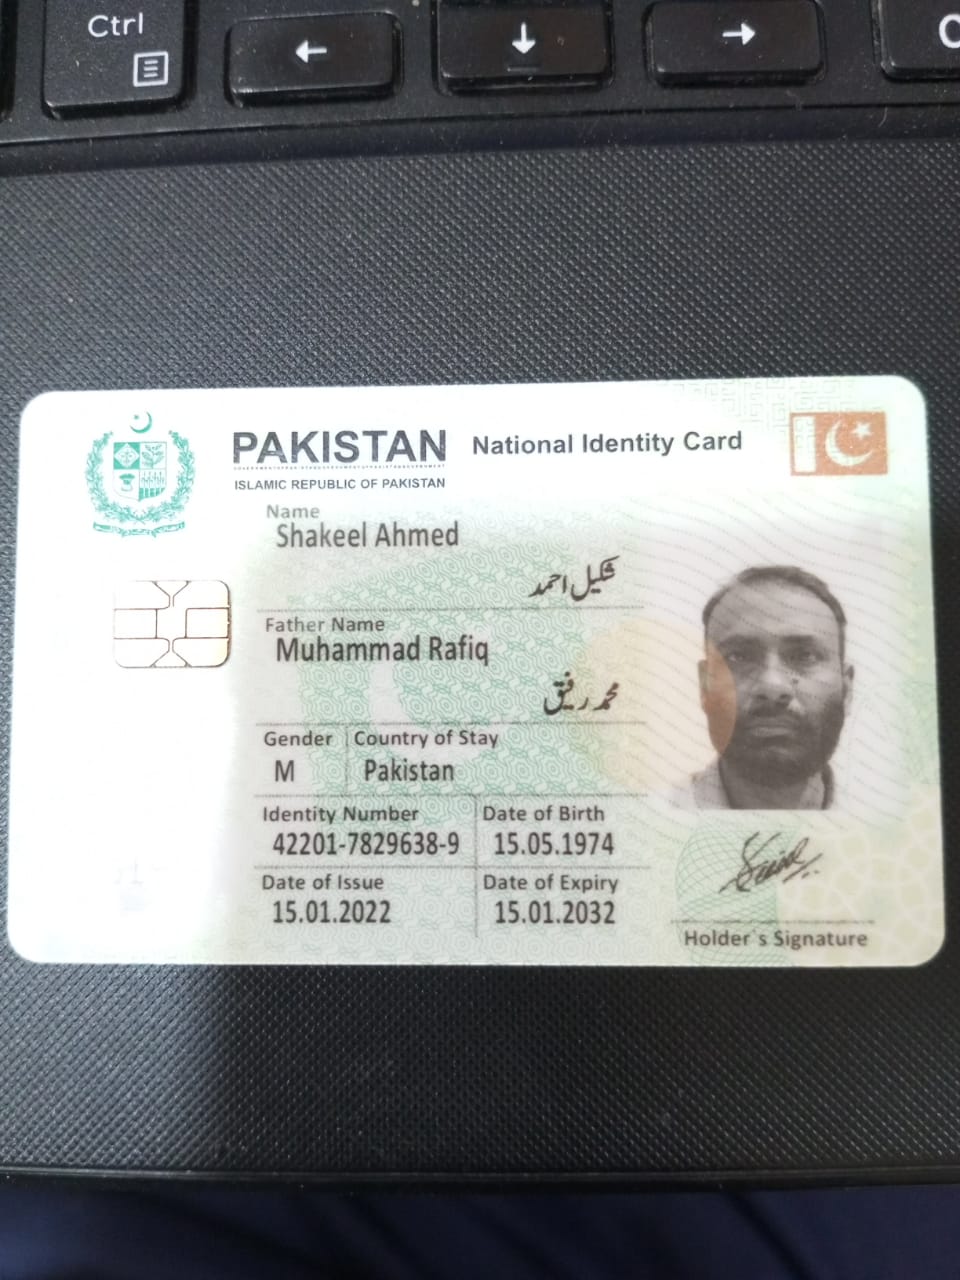 Ctrl
← ↓ → C
PAKISTAN National Identity Card
ISLAMIC REPUBLIC OF PAKISTAN
Name
Shakeel Ahmed
شکیل احمد
Father Name
Muhammad Rafiq
محمد رفیق
Gender Country of Stay
M Pakistan
Identity Number Date of Birth
42201-7829638-9 15.05.1974
Date of Issue Date of Expiry
15.01.2022 15.01.2032
Holder`s Signature